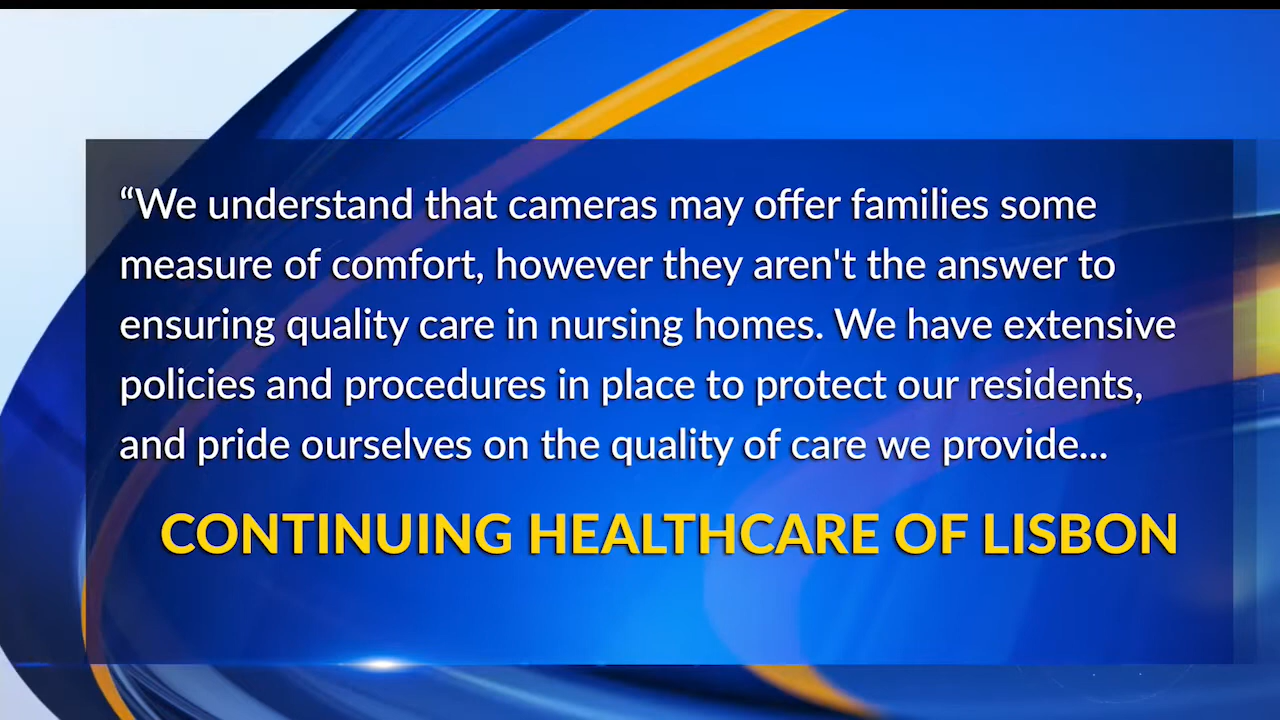 “We understand that cameras may offer families some
measure of comfort, however they aren't the answer to
ensuring quality care in nursing homes. We have extensive
policies and procedures in place to protect our residents,
and pride ourselves on the quality of care we provide...
CONTINUING HEALTHCARE OF LISBON